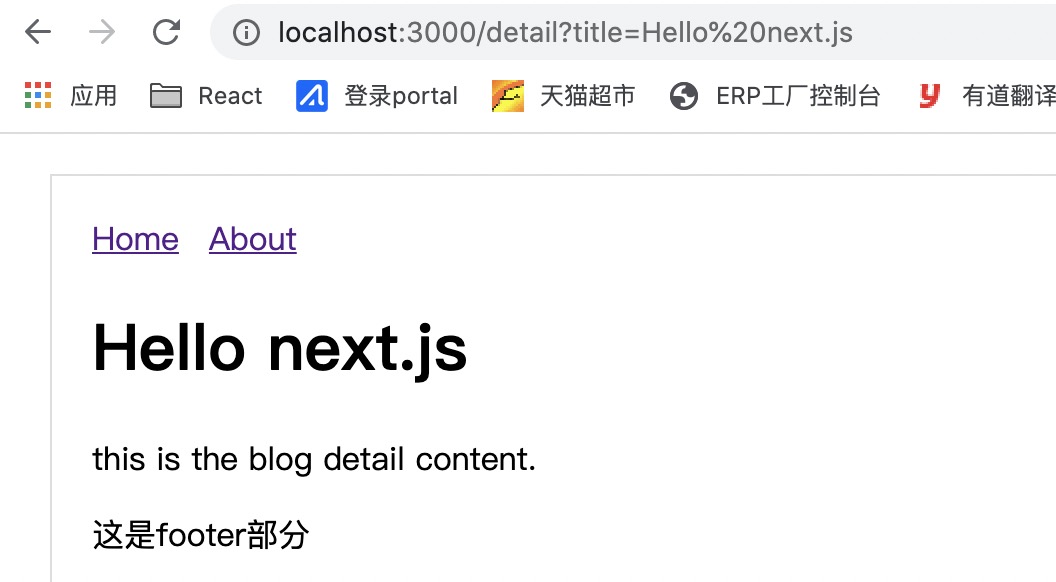 localhost:3000/detail?title=Hello%20next.js
应用 React 登录portal 天猫超市 ERP工厂控制台 有道翻译
Home About
Hello next.js
this is the blog detail content.
这是footer部分